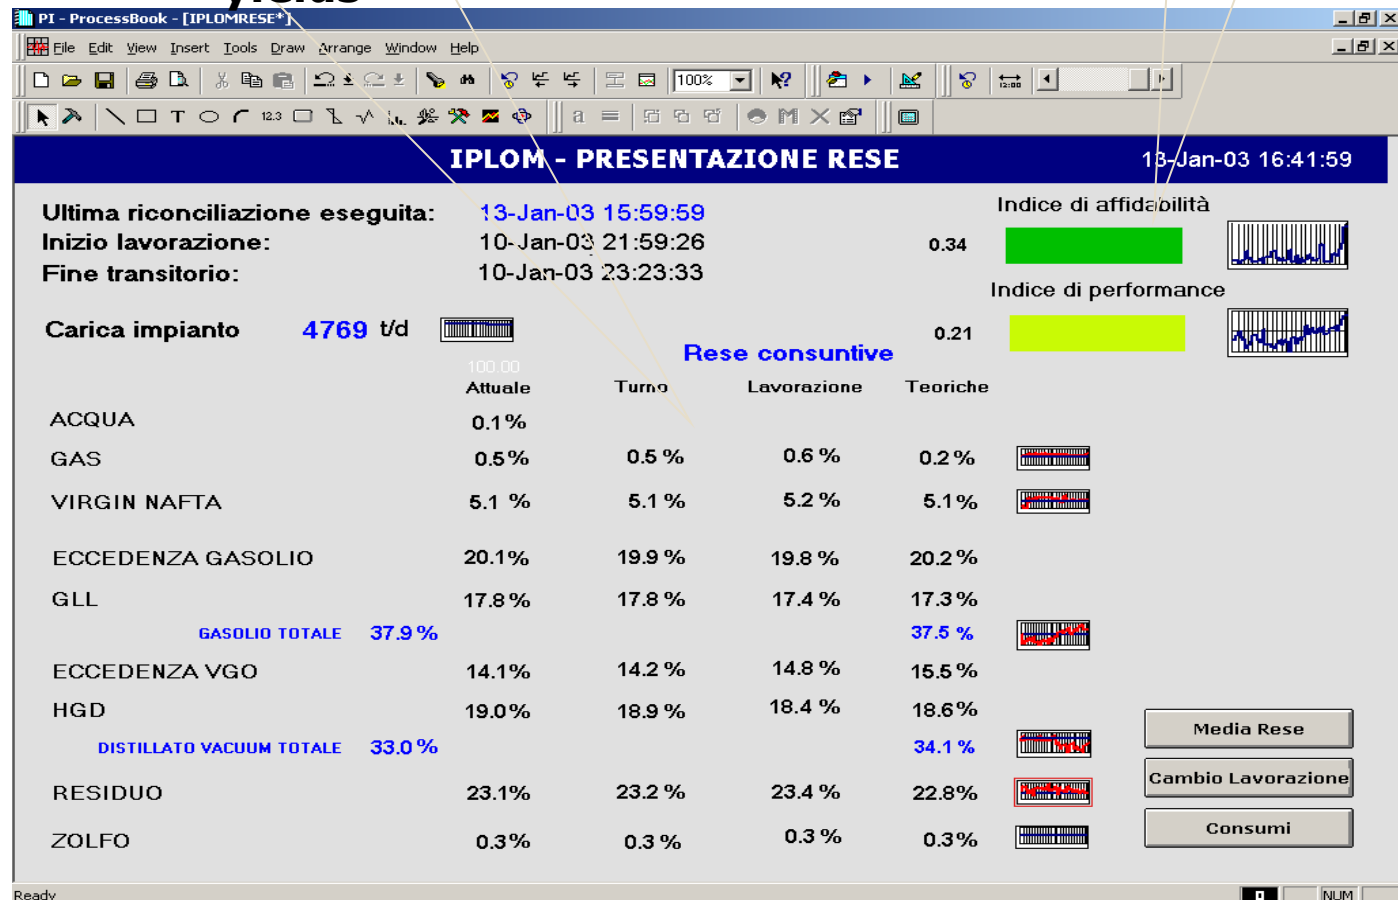 yields
PI - ProcessBook - [IPLOMRESE*]
File Edit View Insert Tools Draw Arrange Window Help
100%
12:00
T 12.3 a M
IPLOM - PRESENTAZIONE RESE 13-Jan-03 16:41:59
Ultima riconciliazione eseguita: 13-Jan-03 15:59:59 Indice di affidabilità
Inizio lavorazione: 10-Jan-03 21:59:26 0.34
Fine transitorio: 10-Jan-03 23:23:33
Indice di performance
Carica impianto 4769 t/d 0.21
Rese consuntive
100.00
Attuale Turno Lavorazione Teoriche
ACQUA 0.1%
GAS 0.5% 0.5 % 0.6 % 0.2 %
VIRGIN NAFTA 5.1 % 5.1 % 5.2 % 5.1%
ECCEDENZA GASOLIO 20.1% 19.9 % 19.8 % 20.2 %
GLL 17.8 % 17.8 % 17.4 % 17.3 %
GASOLIO TOTALE 37.9 % 37.5 %
ECCEDENZA VGO 14.1% 14.2 % 14.8 % 15.5 %
HGD 19.0% 18.9 % 18.4 % 18.6%
Media Rese
DISTILLATO VACUUM TOTALE 33.0 % 34.1 %
Cambio Lavorazione
RESIDUO 23.1% 23.2 % 23.4 % 22.8%
Consumi
ZOLFO 0.3% 0.3 % 0.3 % 0.3%
Ready NUM